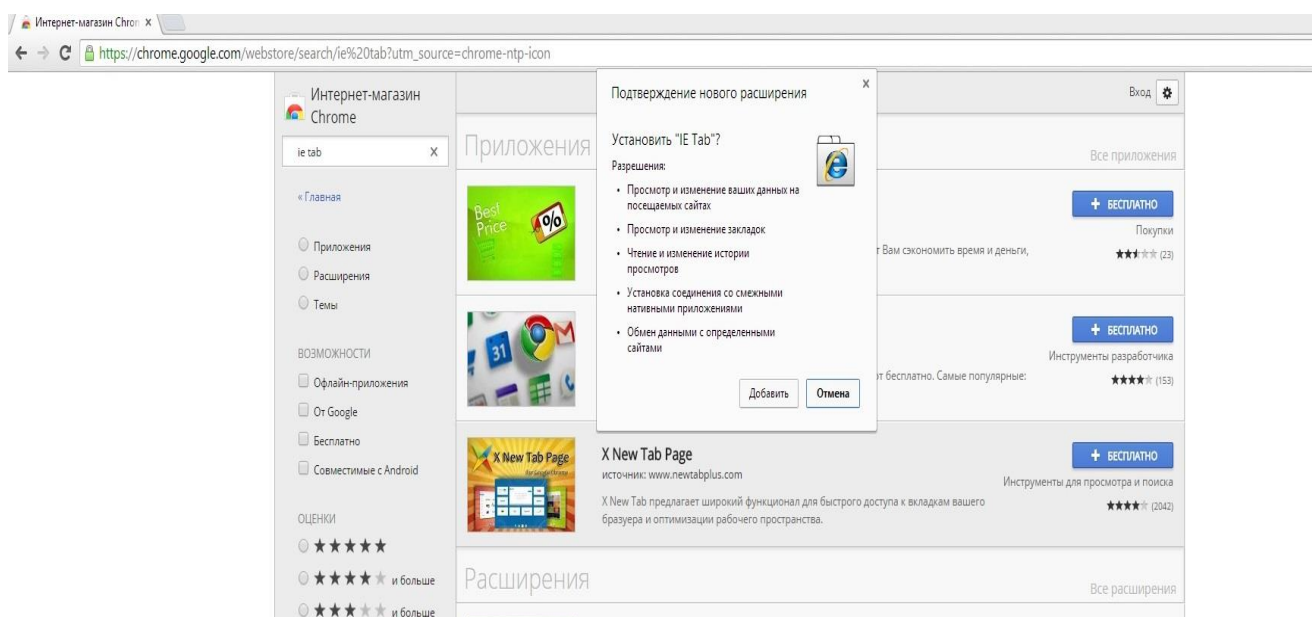 Интернет-магазин Chron
https://chrome.google.com/webstore/search/ie%20tab?utm_source=chrome-ntp-icon
Интернет-магазин
Chrome
ie tab
« Главная
Приложения
Расширения
Темы
ВОЗМОЖНОСТИ
Офлайн-приложения
От Google
Бесплатно
Совместимые с Android
ОЦЕНКИ
и больше
и больше
Вход
Приложения
Все приложения
Best
Price
%
+ БЕСПЛАТНО
Покупки
т Вам сэкономить время и деньги,
(23)
31
+ БЕСПЛАТНО
Инструменты разработчика
от бесплатно. Самые популярные:
(153)
X New Tab Page
for Google Chrome
X New Tab Page
источник: www.newtabplus.com
X New Tab предлагает широкий функционал для быстрого доступа к вкладкам вашего
бразуера и оптимизации рабочего пространства.
+ БЕСПЛАТНО
Инструменты для просмотра и поиска
(2042)
Расширения
Все расширения
Подтверждение нового расширения
Установить "IE Tab"?
Разрешения:
• Просмотр и изменение ваших данных на
посещаемых сайтах
• Просмотр и изменение закладок
• Чтение и изменение истории
просмотров
• Установка соединения со смежными
нативными приложениями
• Обмен данными с определенными
сайтами
Добавить
Отмена